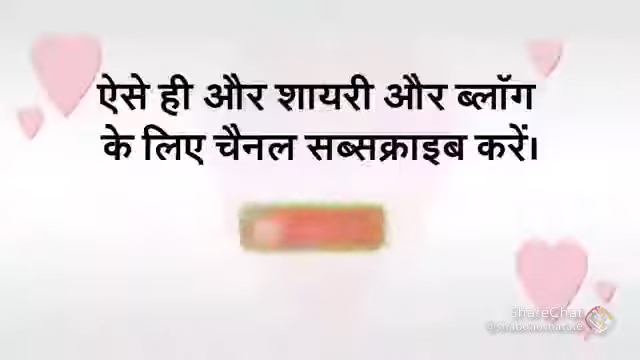 ऐसे ही और शायरी और ब्लॉग
के लिए चैनल सब्सक्राइब करें।
ShareChat